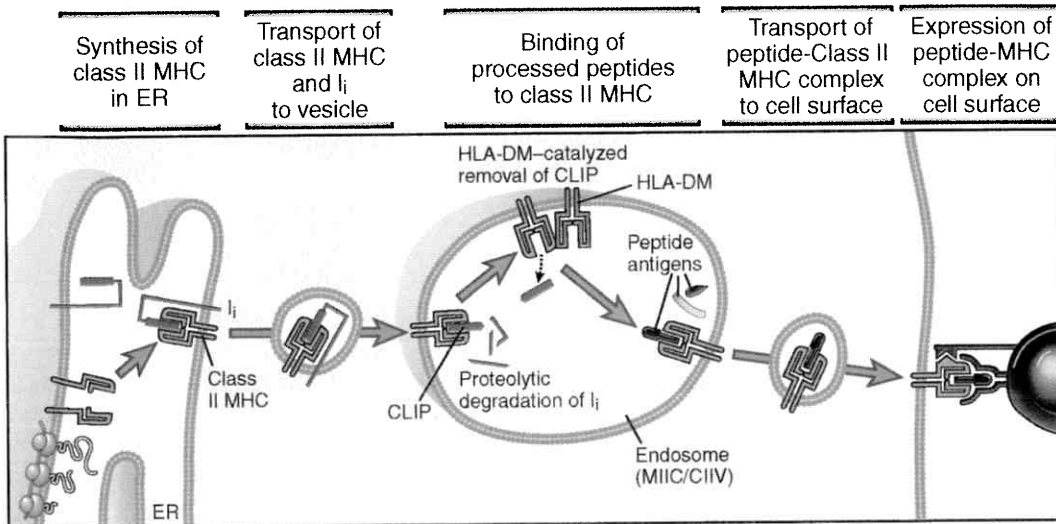 Synthesis of
class II MHC
in ER
Transport of
class II MHC
and Ii
to vesicle
Binding of
processed peptides
to class II MHC
Transport of
peptide-Class II
MHC complex
to cell surface
Expression of
peptide-MHC
complex on
cell surface
HLA-DM–catalyzed
removal of CLIP
HLA-DM
Peptide
antigens
Ii
Class
II MHC
CLIP
Proteolytic
degradation of Ii
Endosome
(MIIC/CIIV)
ER